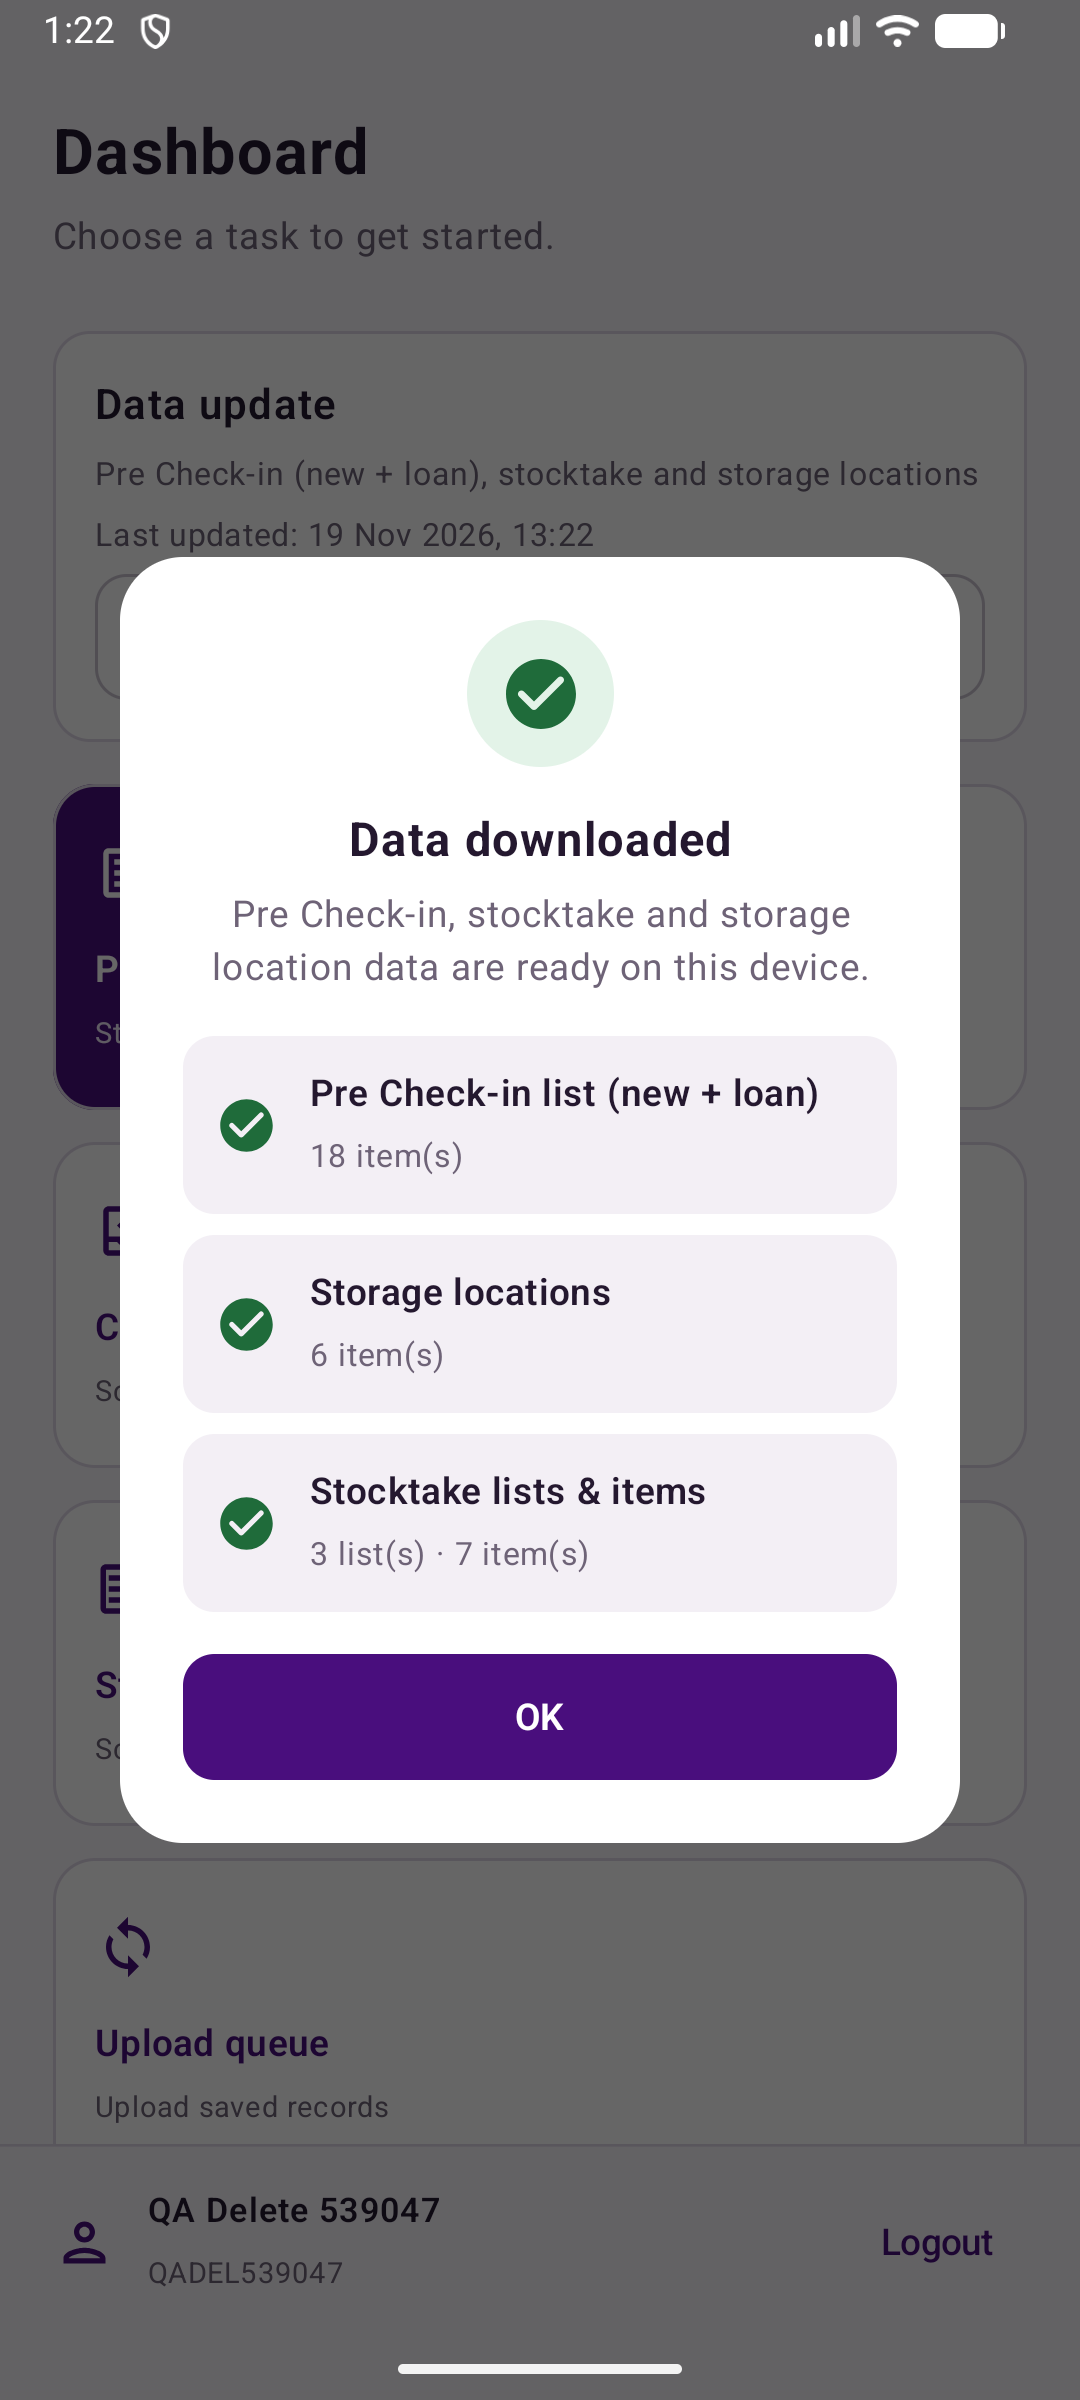 1:22
Dashboard
Choose a task to get started.
Data update
Pre Check-in (new + loan), stocktake and storage locations
Last updated: 19 Nov 2026, 13:22
Data downloaded
Pre Check-in, stocktake and storage
location data are ready on this device.
Pre Check-in list (new + loan)
18 item(s)
Storage locations
6 item(s)
Stocktake lists & items
3 list(s) · 7 item(s)
OK
Upload queue
Upload saved records
QA Delete 539047
QADEL539047
Logout